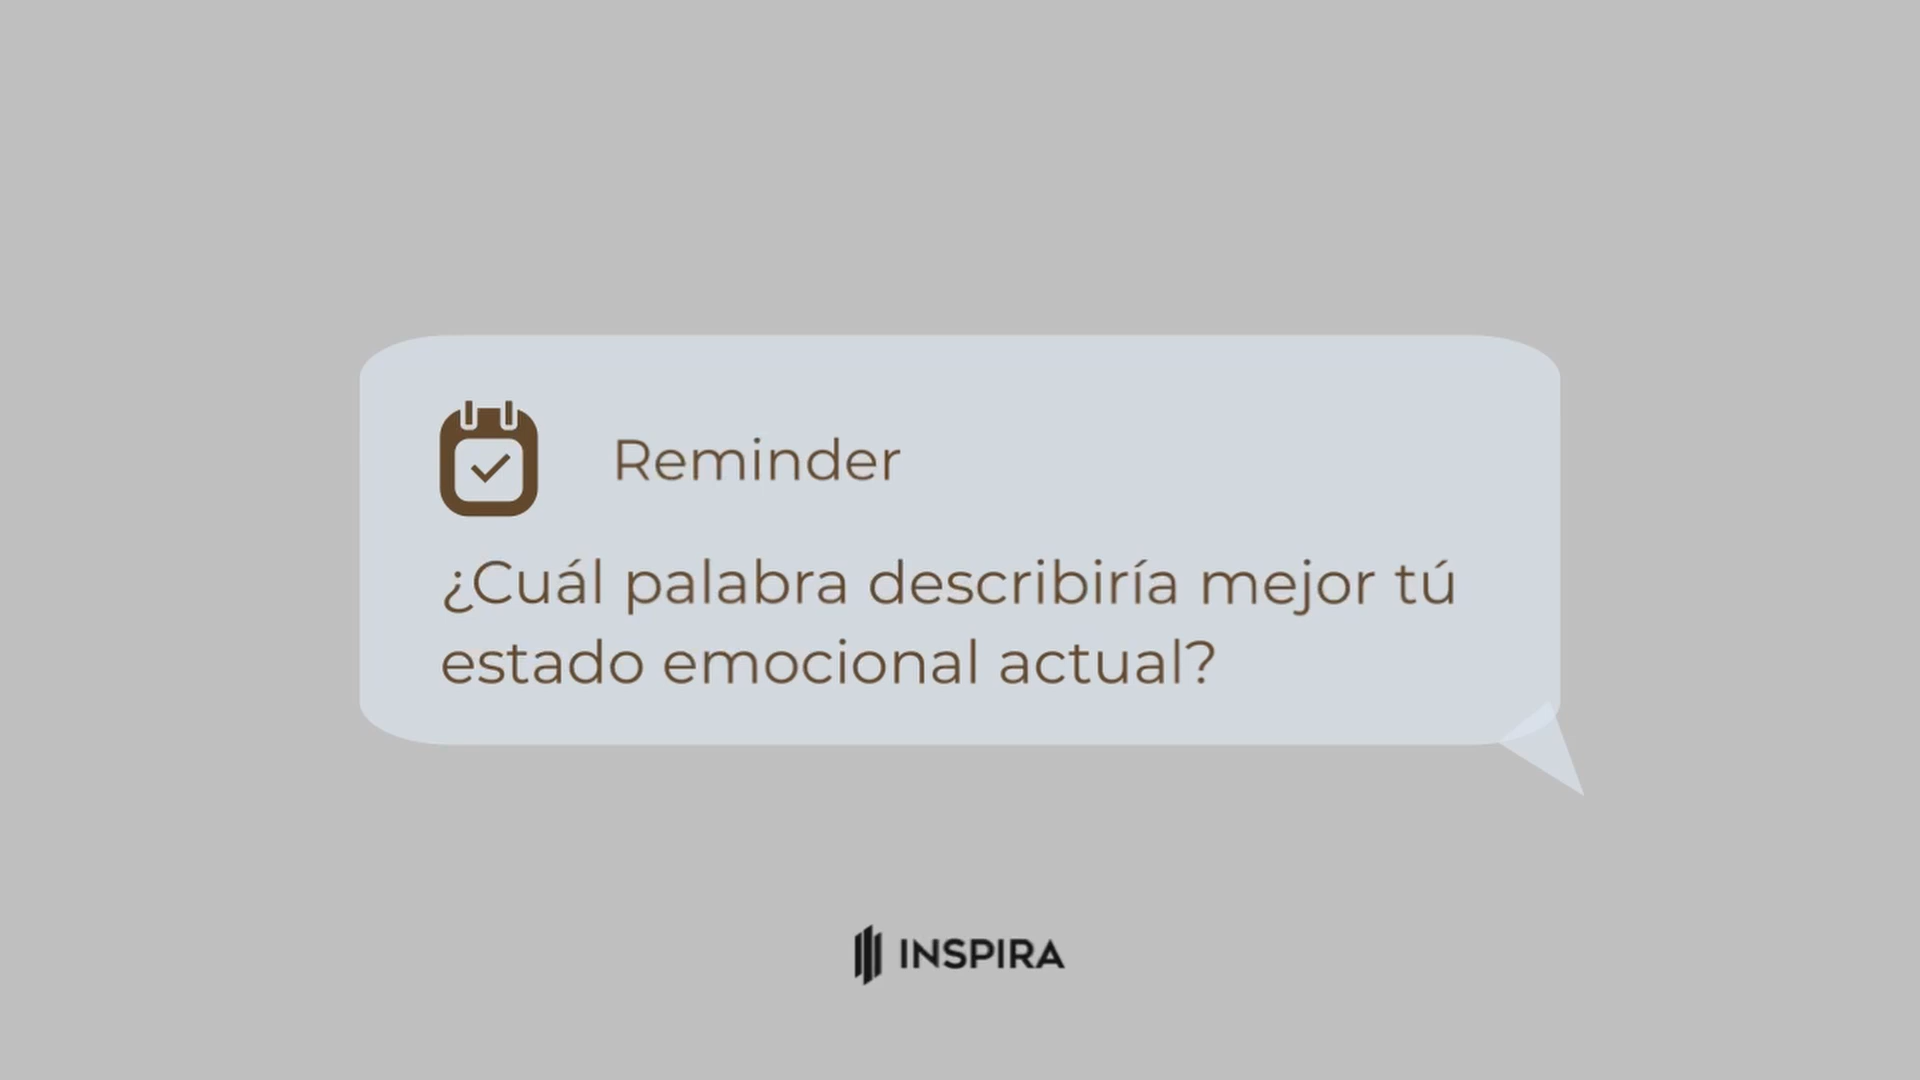 Reminder
¿Cuál palabra describiría mejor tú
estado emocional actual?
INSPIRA